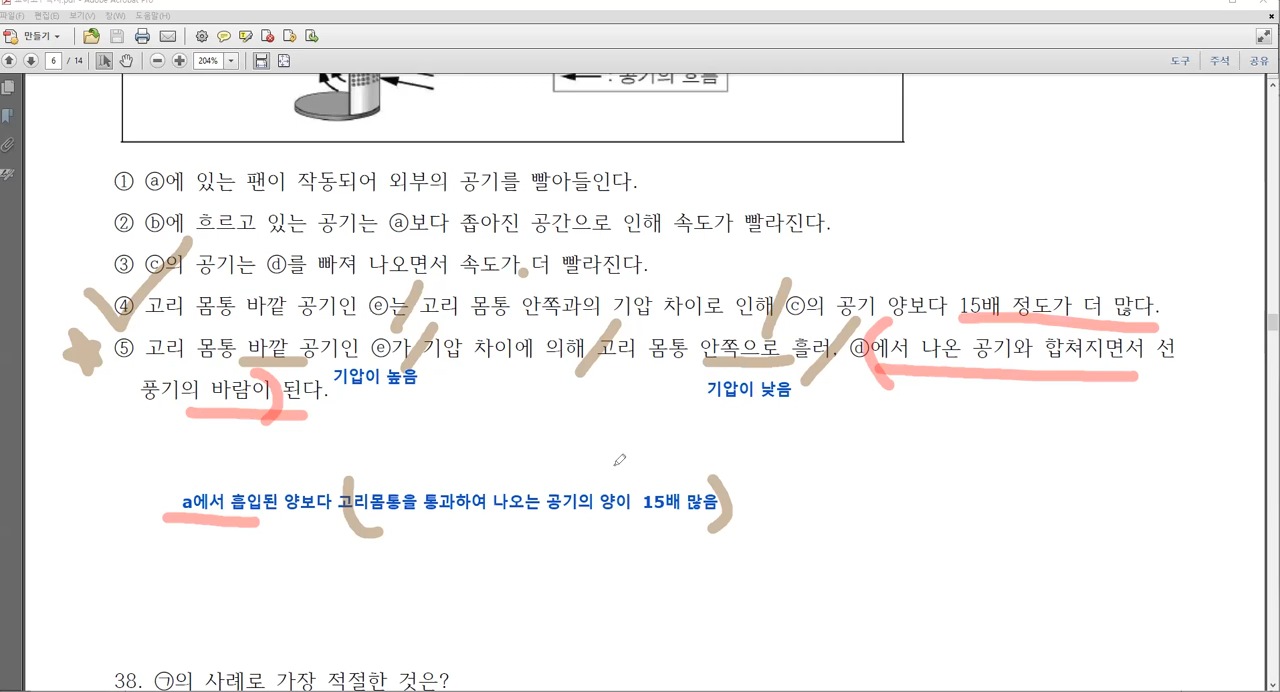 파일(F) 편집(E) 보기(V) 창(W) 도움말(H)
만들기
6 / 14 204% 도구 주석 공유
: 공기의 흐름
① ⓐ에 있는 팬이 작동되어 외부의 공기를 빨아들인다.
② ⓑ에 흐르고 있는 공기는 ⓐ보다 좁아진 공간으로 인해 속도가 빨라진다.
③ ⓒ의 공기는 ⓓ를 빠져 나오면서 속도가 더 빨라진다.
④ 고리 몸통 바깥 공기인 ⓔ는 고리 몸통 안쪽과의 기압 차이로 인해 ⓒ의 공기 양보다 15배 정도가 더 많다.
⑤ 고리 몸통 바깥 공기인 ⓔ가 기압 차이에 의해 고리 몸통 안쪽으로 흘러, ⓓ에서 나온 공기와 합쳐지면서 선
기압이 높음 기압이 낮음
풍기의 바람이 된다.
a에서 흡입된 양보다 고리몸통을 통과하여 나오는 공기의 양이 15배 많음
38. ㉠의 사례로 가장 적절한 것은?